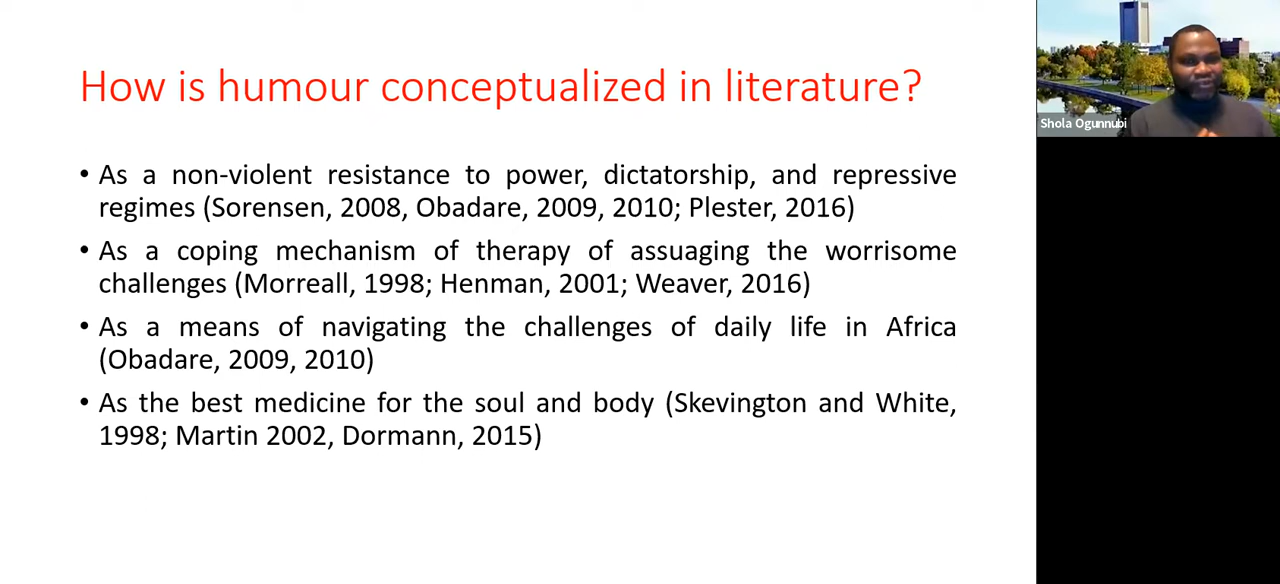 How is humour conceptualized in literature?
• As a non-violent resistance to power, dictatorship, and repressive
regimes (Sorensen, 2008, Obadare, 2009, 2010; Plester, 2016)
• As a coping mechanism of therapy of assuaging the worrisome
challenges (Morreall, 1998; Henman, 2001; Weaver, 2016)
• As a means of navigating the challenges of daily life in Africa
(Obadare, 2009, 2010)
• As the best medicine for the soul and body (Skevington and White,
1998; Martin 2002, Dormann, 2015)
Shola Ogunnubi